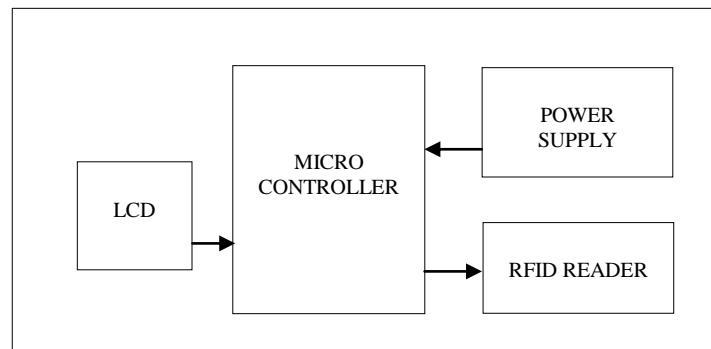 POWER
SUPPLY
MICRO
CONTROLLER
LCD
RFID READER